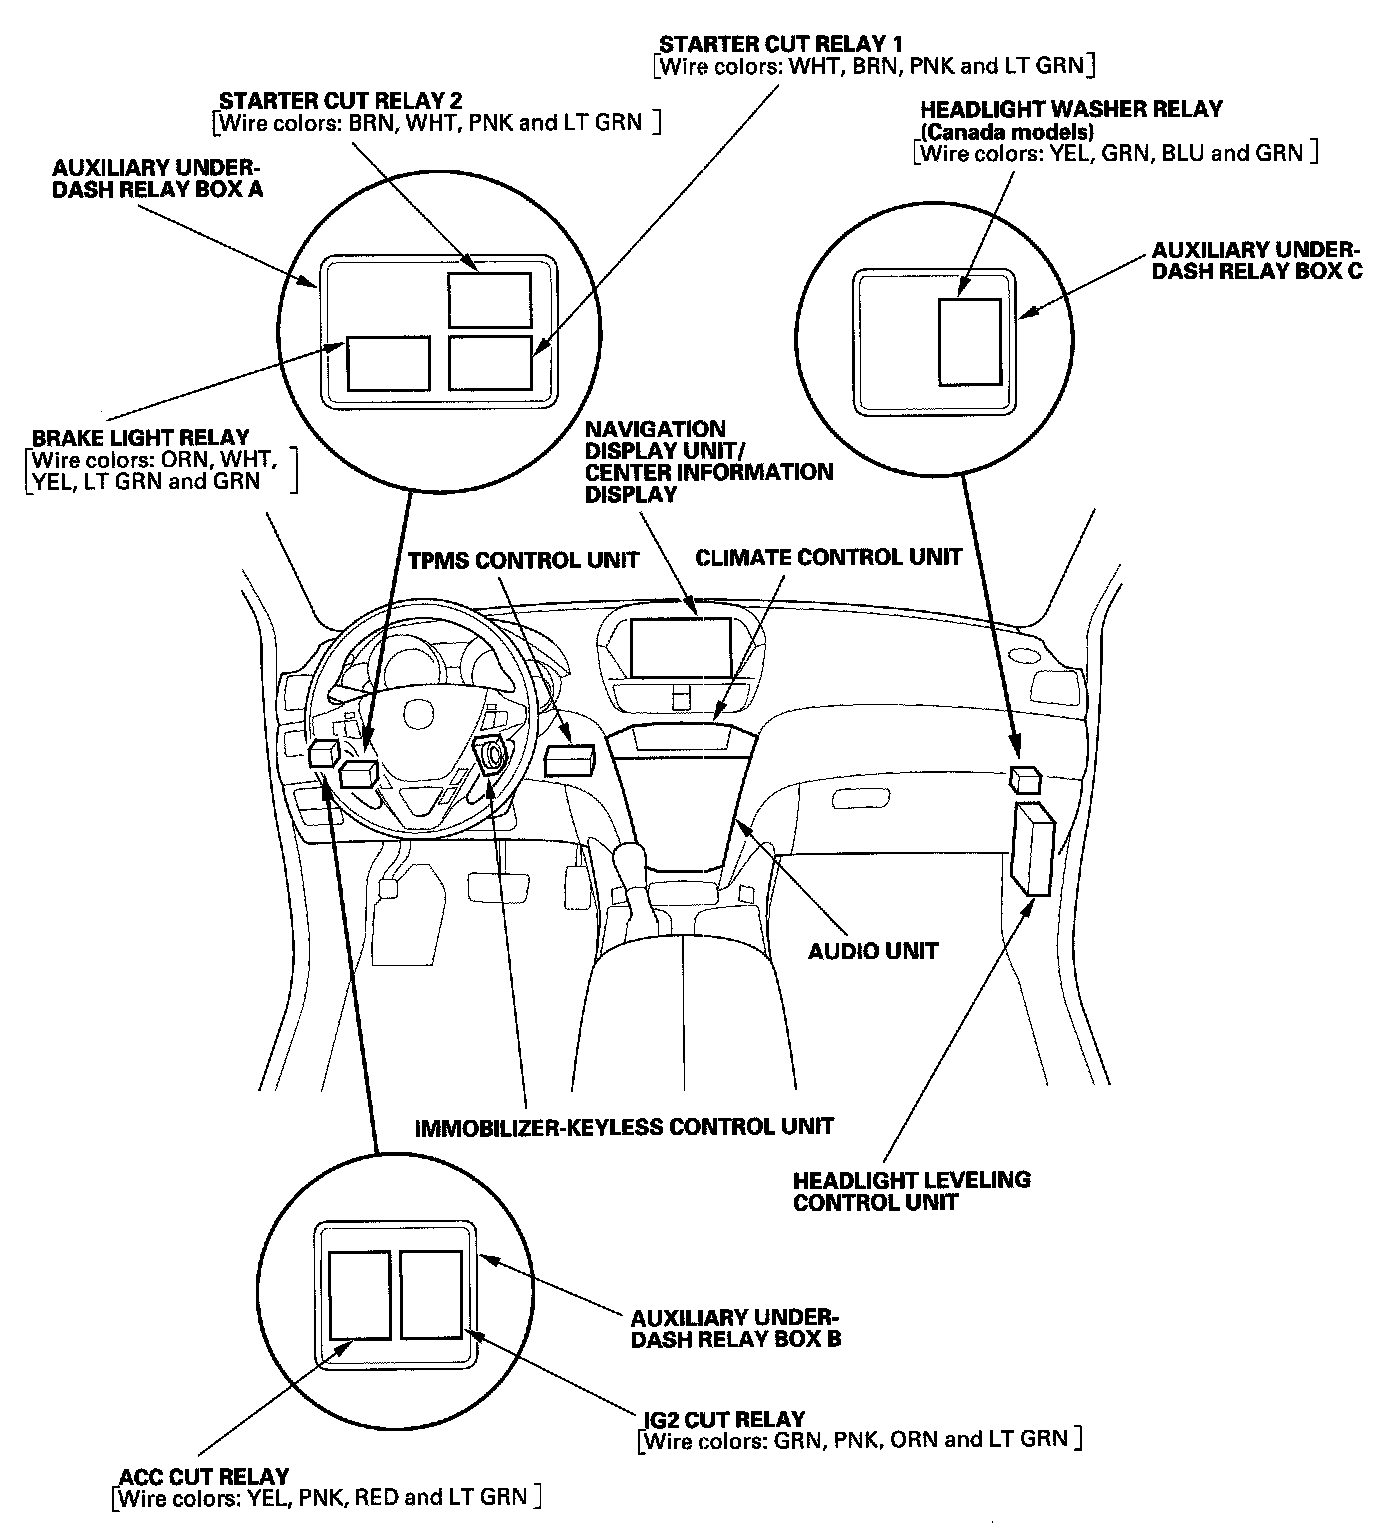 STARTER CUT RELAY 1
[Wire colors: WHT, BRN, PNK and LT GRN]
STARTER CUT RELAY 2
[Wire colors: BRN, WHT, PNK and LT GRN ]
HEADLIGHT WASHER RELAY
(Canada models)
[Wire colors: YEL, GRN, BLU and GRN ]
AUXILIARY UNDER-
DASH RELAY BOX A
AUXILIARY UNDER-
DASH RELAY BOX C
BRAKE LIGHT RELAY
[Wire colors: ORN, WHT,
YEL, LT GRN and GRN ]
NAVIGATION
DISPLAY UNIT/
CENTER INFORMATION
DISPLAY
TPMS CONTROL UNIT
CLIMATE CONTROL UNIT
AUDIO UNIT
IMMOBILIZER-KEYLESS CONTROL UNIT
HEADLIGHT LEVELING
CONTROL UNIT
AUXILIARY UNDER-
DASH RELAY BOX B
IG2 CUT RELAY
[Wire colors: GRN, PNK, ORN and LT GRN ]
ACC CUT RELAY
[Wire colors: YEL, PNK, RED and LT GRN ]